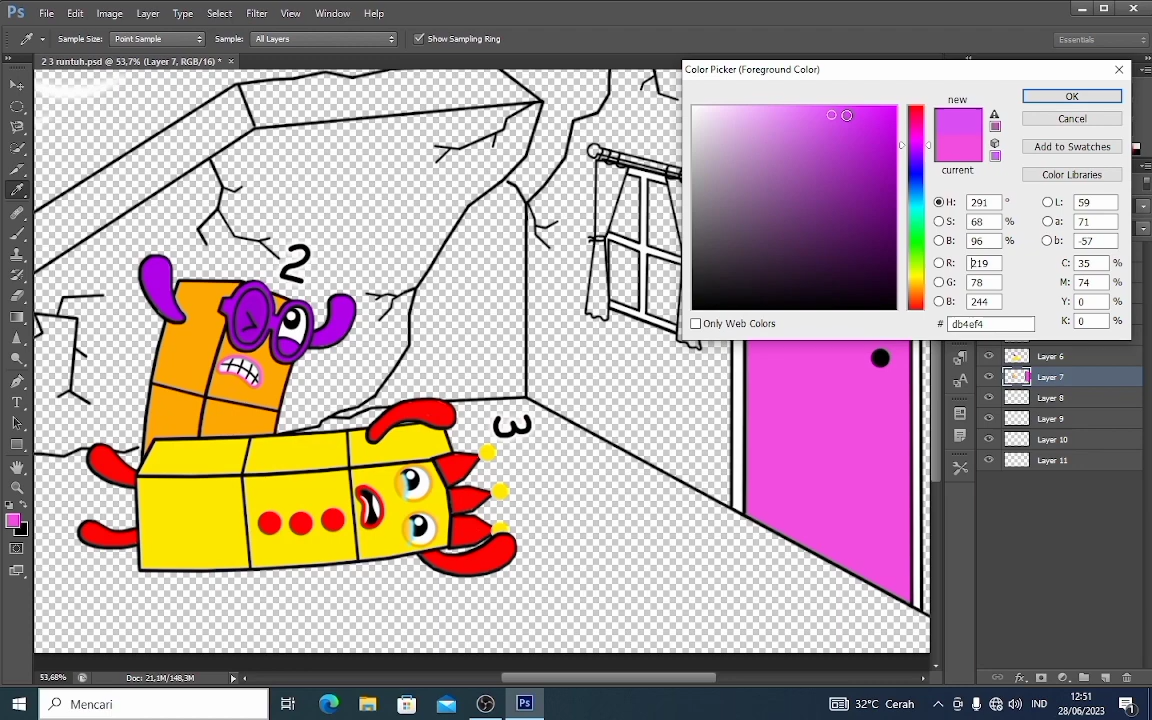 Ps File Edit Image Layer Type Select Filter View Window Help
Sample Size: Point Sample Sample: All Layers Show Sampling Ring Essentials
2 3 runtuh.psd @ 53,7% (Layer 7, RGB/16) * ×
Color Picker (Foreground Color)
new
current
OK
Cancel
Add to Swatches
Color Libraries
H: 291 °
S: 68 %
B: 96 %
R: 219
G: 78
B: 244
L: 59
a: 71
b: -57
C: 35 %
M: 74 %
Y: 0 %
K: 0 %
Only Web Colors
# db4ef4
2
3
Layer 6
Layer 7
Layer 8
Layer 9
Layer 10
Layer 11
53,68% Doc: 21,1M/148,3M
Mencari
Ps
32°C Cerah
IND
12:51
28/06/2023
1